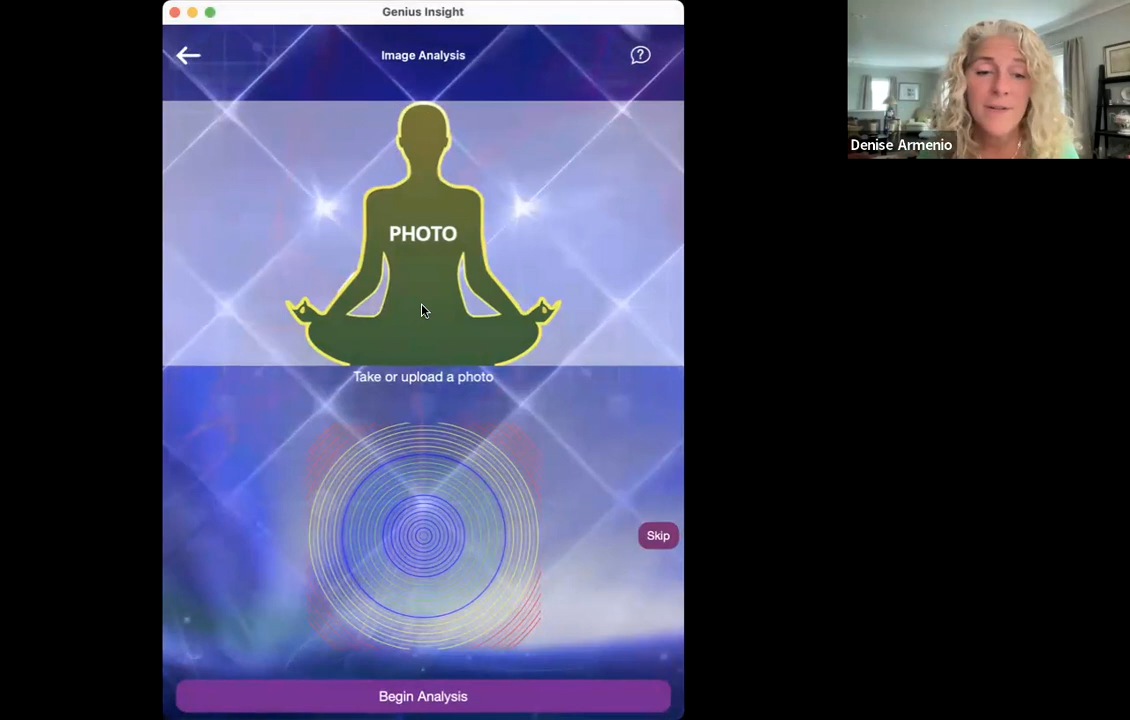 Genius Insight
Image Analysis
?
PHOTO
Take or upload a photo
Skip
Begin Analysis
Denise Armenio